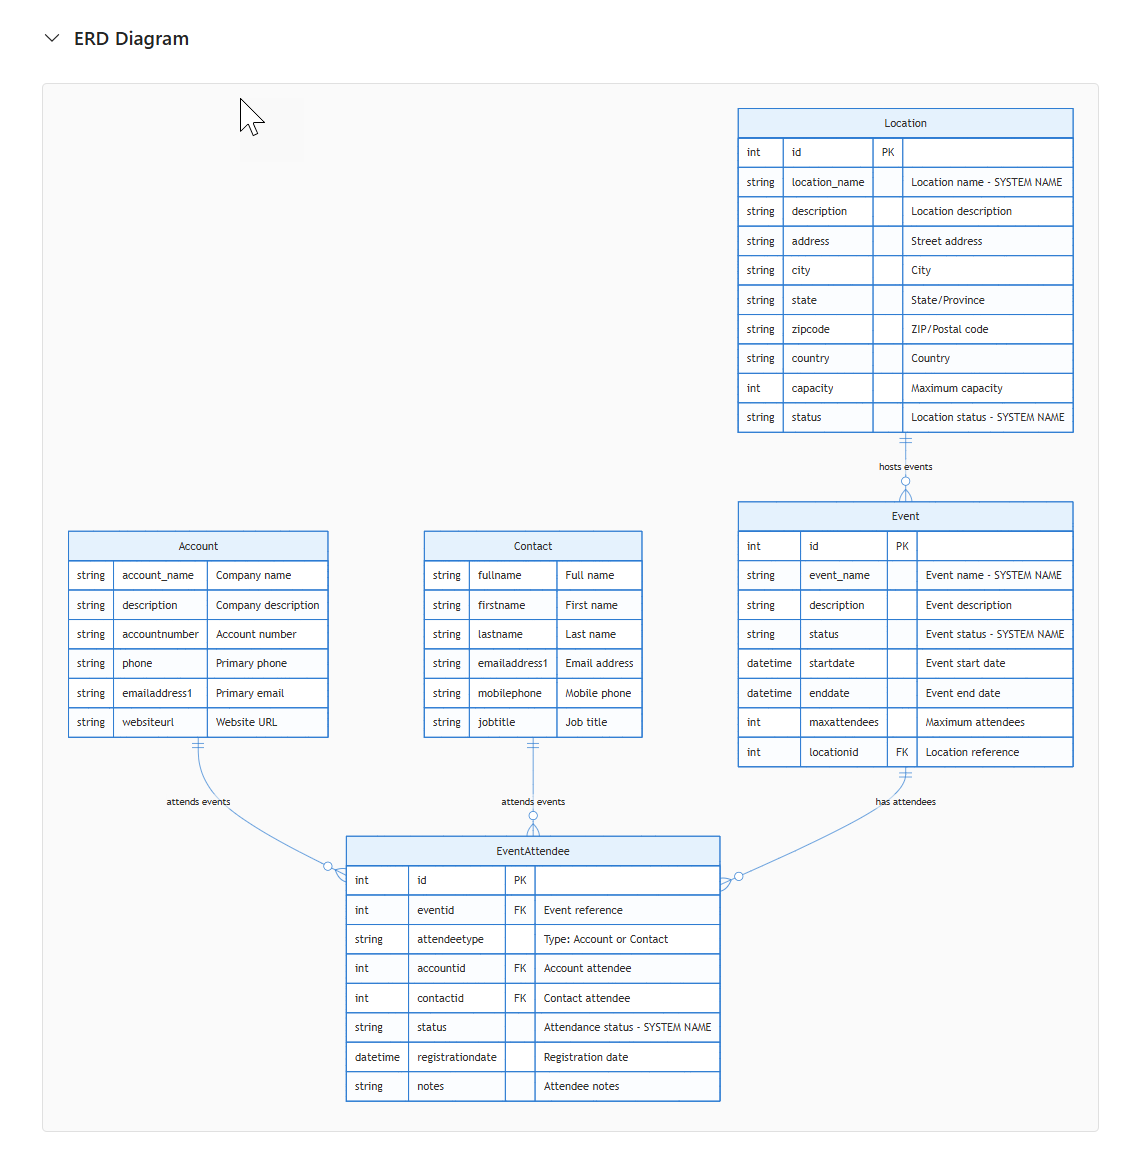 ERD Diagram
Location
int id PK
string location_name Location name - SYSTEM NAME
string description Location description
string address Street address
string city City
string state State/Province
string zipcode ZIP/Postal code
string country Country
int capacity Maximum capacity
string status Location status - SYSTEM NAME
hosts events
Event
int id PK
string event_name Event name - SYSTEM NAME
string description Event description
string status Event status - SYSTEM NAME
datetime startdate Event start date
datetime enddate Event end date
int maxattendees Maximum attendees
int locationid FK Location reference
Account
string account_name Company name
string description Company description
string accountnumber Account number
string phone Primary phone
string emailaddress1 Primary email
string websiteurl Website URL
Contact
string fullname Full name
string firstname First name
string lastname Last name
string emailaddress1 Email address
string mobilephone Mobile phone
string jobtitle Job title
attends events
attends events
has attendees
EventAttendee
int id PK
int eventid FK Event reference
string attendeetype Type: Account or Contact
int accountid FK Account attendee
int contactid FK Contact attendee
string status Attendance status - SYSTEM NAME
datetime registrationdate Registration date
string notes Attendee notes